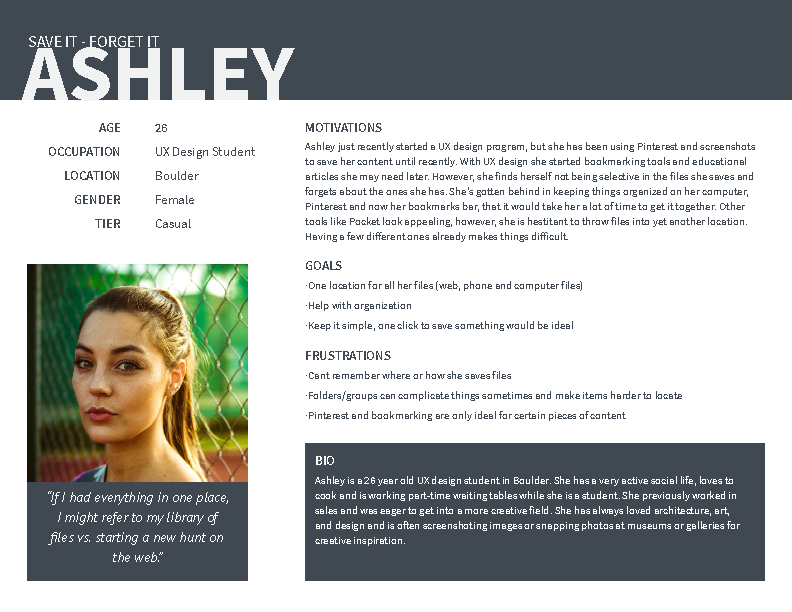 SAVE IT - FORGET IT
ASHLEY
AGE 26
OCCUPATION UX Design Student
LOCATION Boulder
GENDER Female
TIER Casual
"If I had everything in one place,
I might refer to my library of
files vs. starting a new hunt on
the web."
MOTIVATIONS
Ashley just recently started a UX design program, but she has been using Pinterest and screenshots
to save her content until recently. With UX design she started bookmarking tools and educational
articles she may need later. However, she finds herself not being selective in the files she saves and
forgets about the ones she has. She's gotten behind in keeping things organized on her computer,
Pinterest and now her bookmarks bar, that it would take her a lot of time to get it together. Other
tools like Pocket look appealing, however, she is hestitant to throw files into yet another location.
Having a few different ones already makes things difficult.
GOALS
·One location for all her files (web, phone and computer files)
·Help with organization
·Keep it simple, one click to save something would be ideal
FRUSTRATIONS
·Cant remember where or how she saves files
·Folders/groups can complicate things sometimes and make items harder to locate
·Pinterest and bookmarking are only ideal for certain pieces of content
BIO
Ashley is a 26 year old UX design student in Boulder. She has a very active social life, loves to
cook and is working part-time waiting tables while she is a student. She previously worked in
sales and was eager to get into a more creative field. She has always loved architecture, art,
and design and is often screenshoting images or snapping photos at museums or galleries for
creative inspiration.